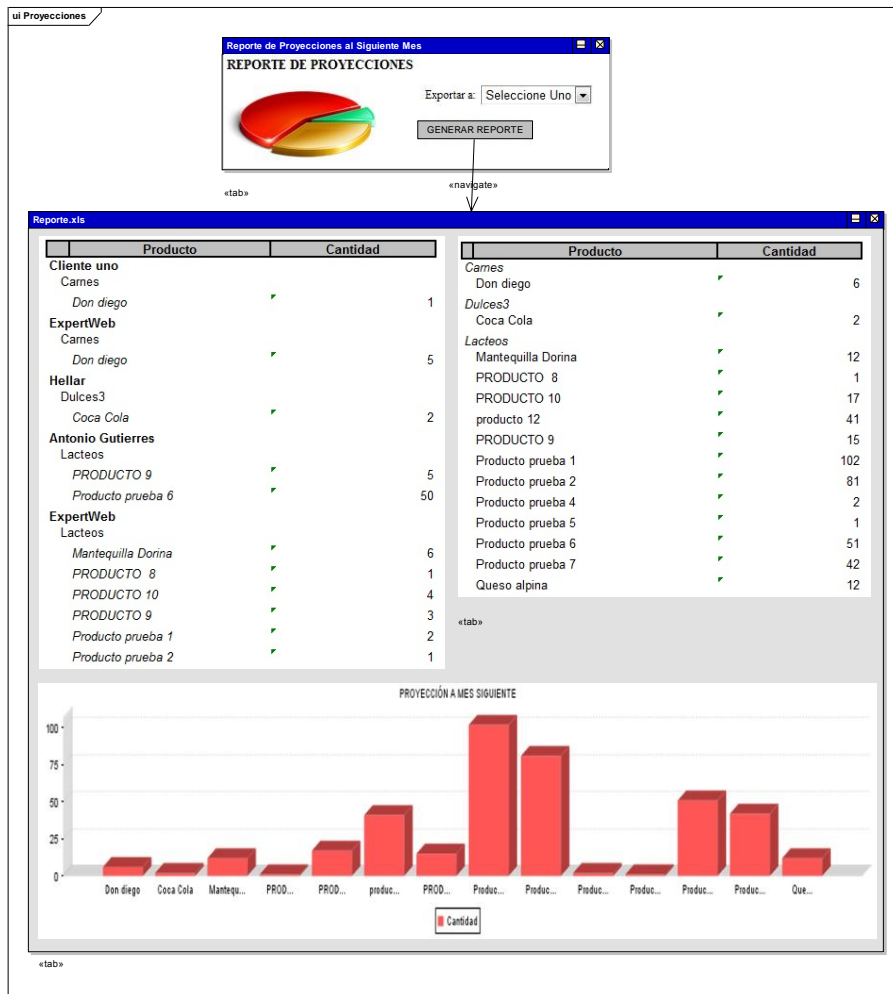 ui Proyecciones
Reporte de Proyecciones al Siguiente Mes
REPORTE DE PROYECCIONES
Exportar a: Seleccione Uno
GENERAR REPORTE
«tab»
«navigate»
Reporte.xls
Producto Cantidad
Cliente uno
Carnes
Don diego 1
ExpertWeb
Carnes
Don diego 5
Hellar
Dulces3
Coca Cola 2
Antonio Gutierres
Lacteos
PRODUCTO 9 5
Producto prueba 6 50
ExpertWeb
Lacteos
Mantequilla Dorina 6
PRODUCTO 8 1
PRODUCTO 10 4
PRODUCTO 9 3
Producto prueba 1 2
Producto prueba 2 1
Producto Cantidad
Carnes
Don diego 6
Dulces3
Coca Cola 2
Lacteos
Mantequilla Dorina 12
PRODUCTO 8 1
PRODUCTO 10 17
producto 12 41
PRODUCTO 9 15
Producto prueba 1 102
Producto prueba 2 81
Producto prueba 4 2
Producto prueba 5 1
Producto prueba 6 51
Producto prueba 7 42
Queso alpina 12
«tab»
PROYECCIÓN A MES SIGUIENTE
100
75
50
25
0
Don diego Coca Cola Mantequ... PROD... PROD... produc... PROD... Produc... Produc... Produc... Produc... Produc... Produc... Que...
Cantidad
«tab»